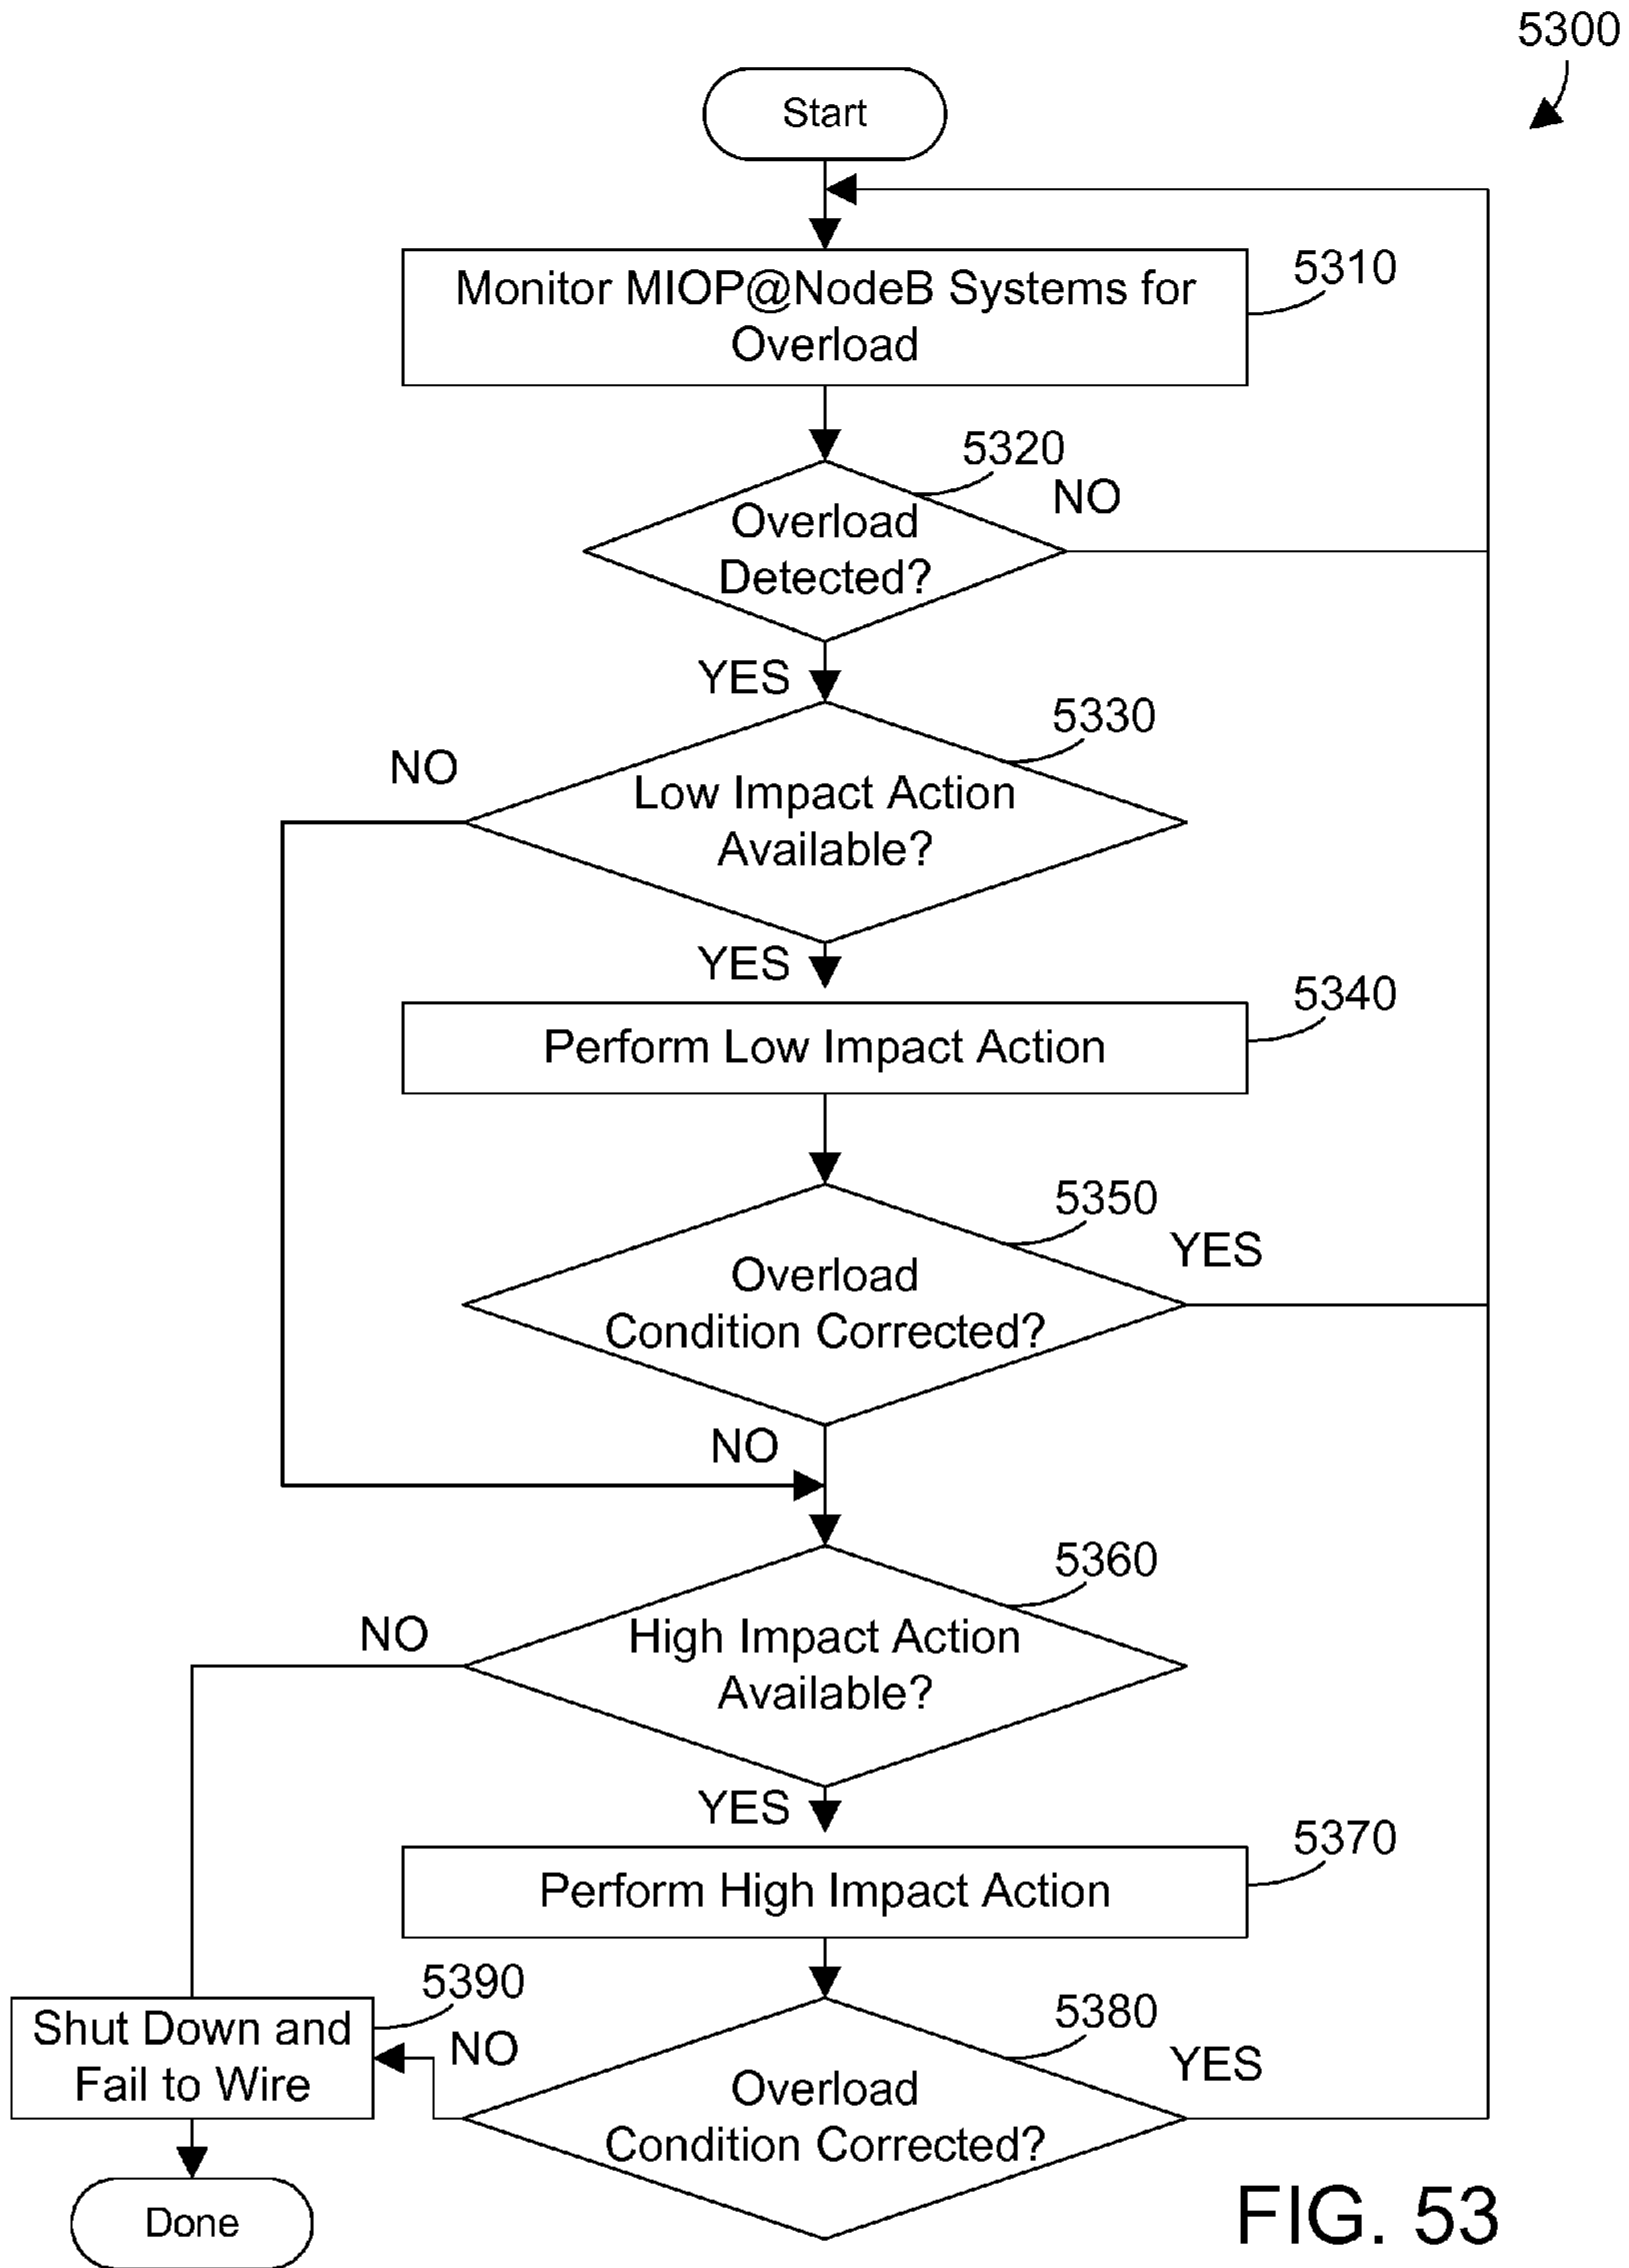 5300
Start
Monitor MIOP@NodeB Systems for
Overload
5310
5320
NO
Overload
Detected?
YES
5330
NO
Low Impact Action
Available?
YES
5340
Perform Low Impact Action
5350
YES
Overload
Condition Corrected?
NO
5360
NO
High Impact Action
Available?
YES
5370
Perform High Impact Action
5390
Shut Down and
Fail to Wire
NO
5380
YES
Overload
Condition Corrected?
Done
FIG. 53